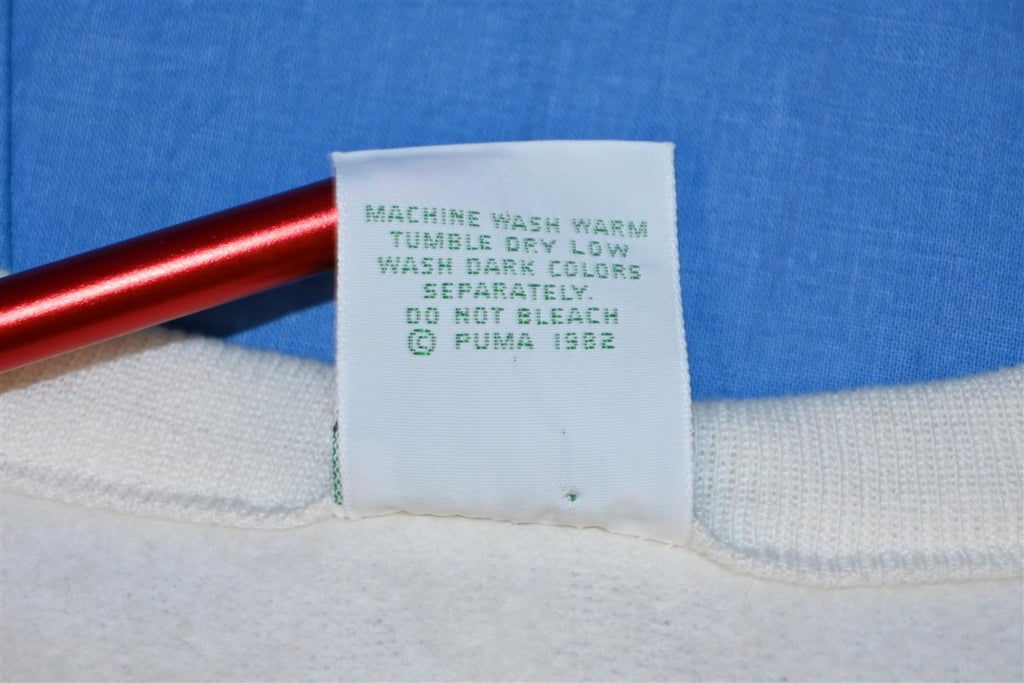 MACHINE WASH WARM
TUMBLE DRY LOW
WASH DARK COLORS
SEPARATELY.
DO NOT BLEACH
© PUMA 1982